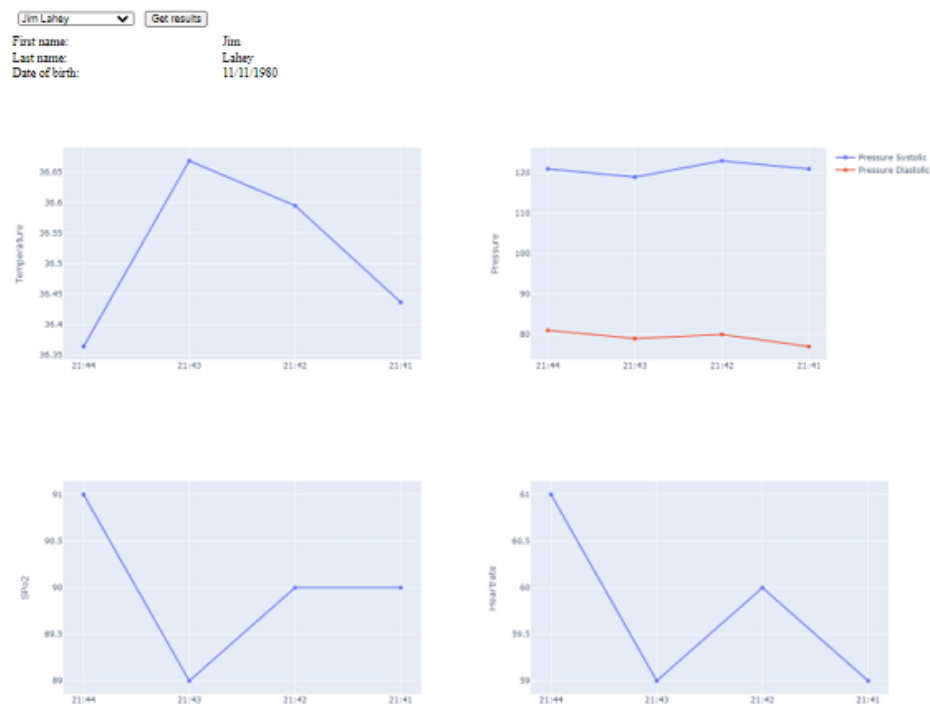 Jim Lahey Get results
First name: Jim
Last name: Lahey
Date of birth: 11/11/1980
Temperature
36.65
36.6
36.55
36.5
36.45
36.4
36.35
21:44 21:43 21:42 21:41
Pressure
120
110
100
90
80
21:44 21:43 21:42 21:41
Pressure Systolic
Pressure Diastolic
SPo2
91
90.5
90
89.5
89
21:44 21:43 21:42 21:41
Heartrate
61
60.5
60
59.5
59
21:44 21:43 21:42 21:41